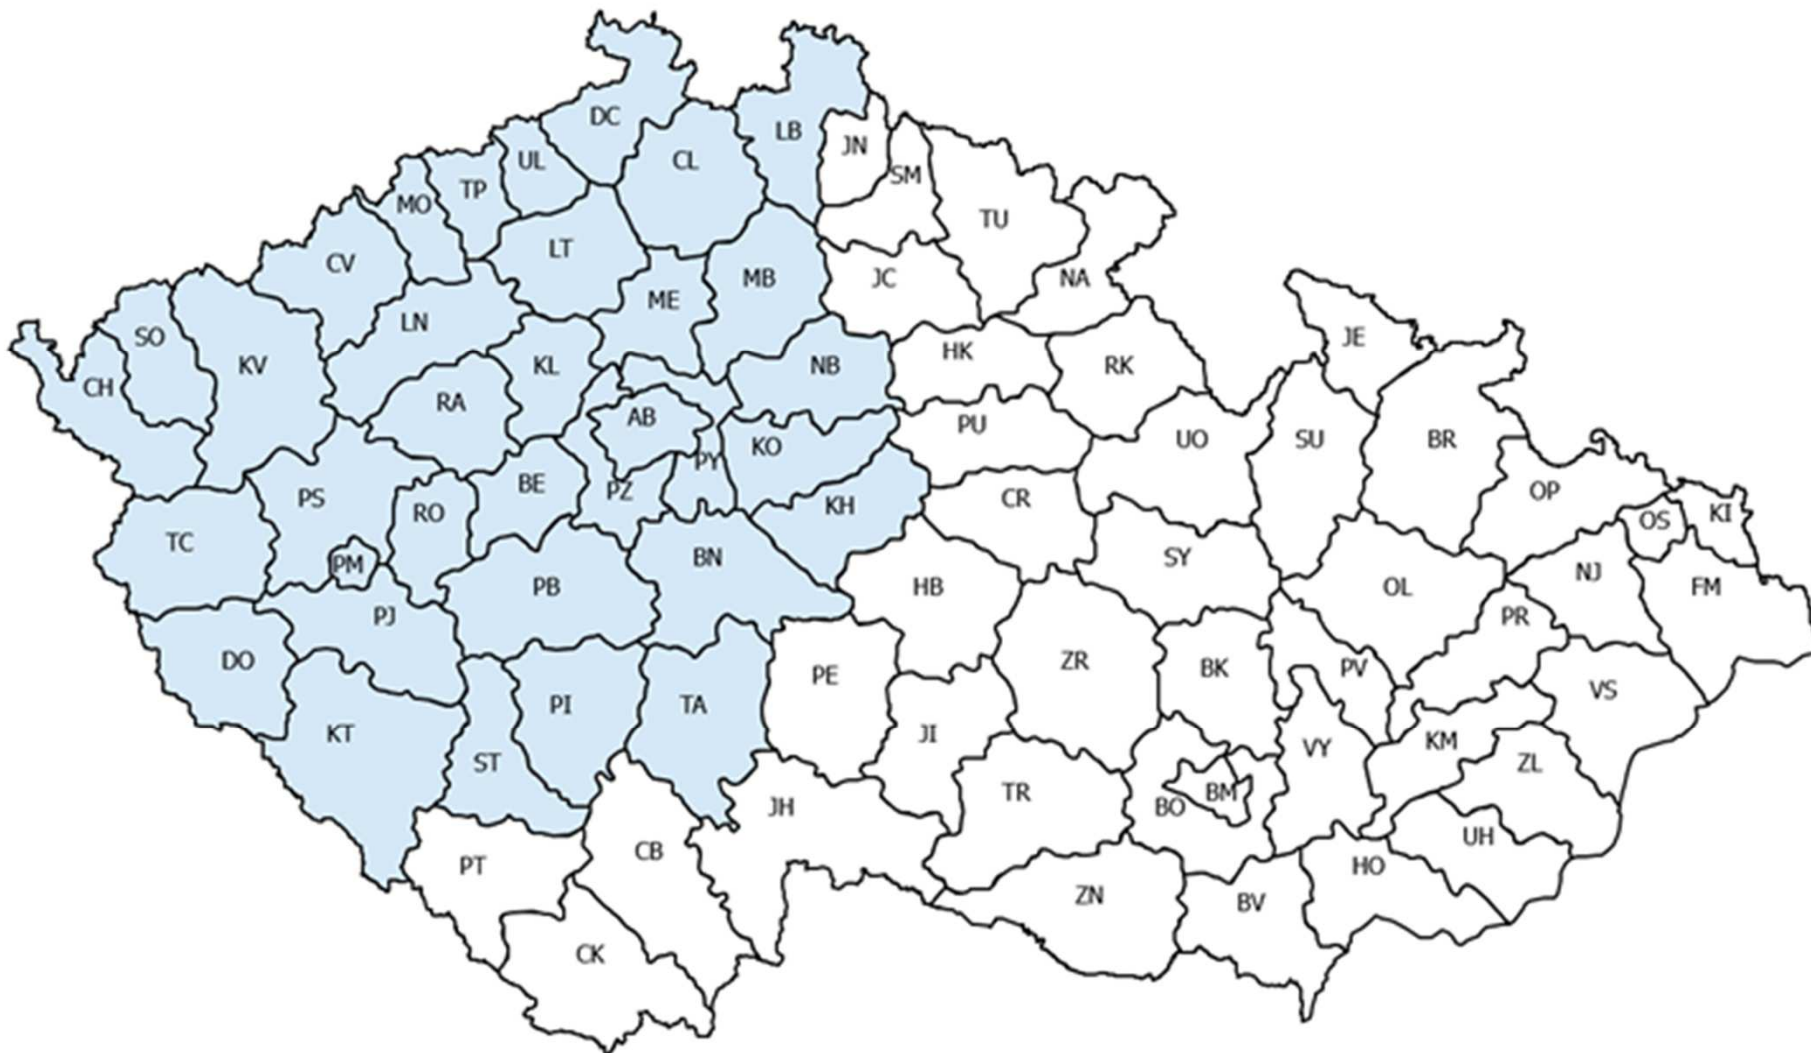 DC
LB
CL
UL
JN
SM
TP
MO
TU
LT
CV
MB
JC
NA
ME
LN
SO
JE
HK
KV
KL
NB
RK
CH
RA
AB
PU
UO
SU
BR
KO
PY
BE
PZ
PS
KH
CR
OP
RO
OS
KI
TC
PM
BN
SY
PB
HB
OL
NJ
FM
PJ
PR
DO
ZR
BK
PV
PE
VS
PI
TA
KT
JI
VY
KM
ST
ZL
TR
BM
JH
BO
UH
CB
PT
HO
ZN
BV
CK